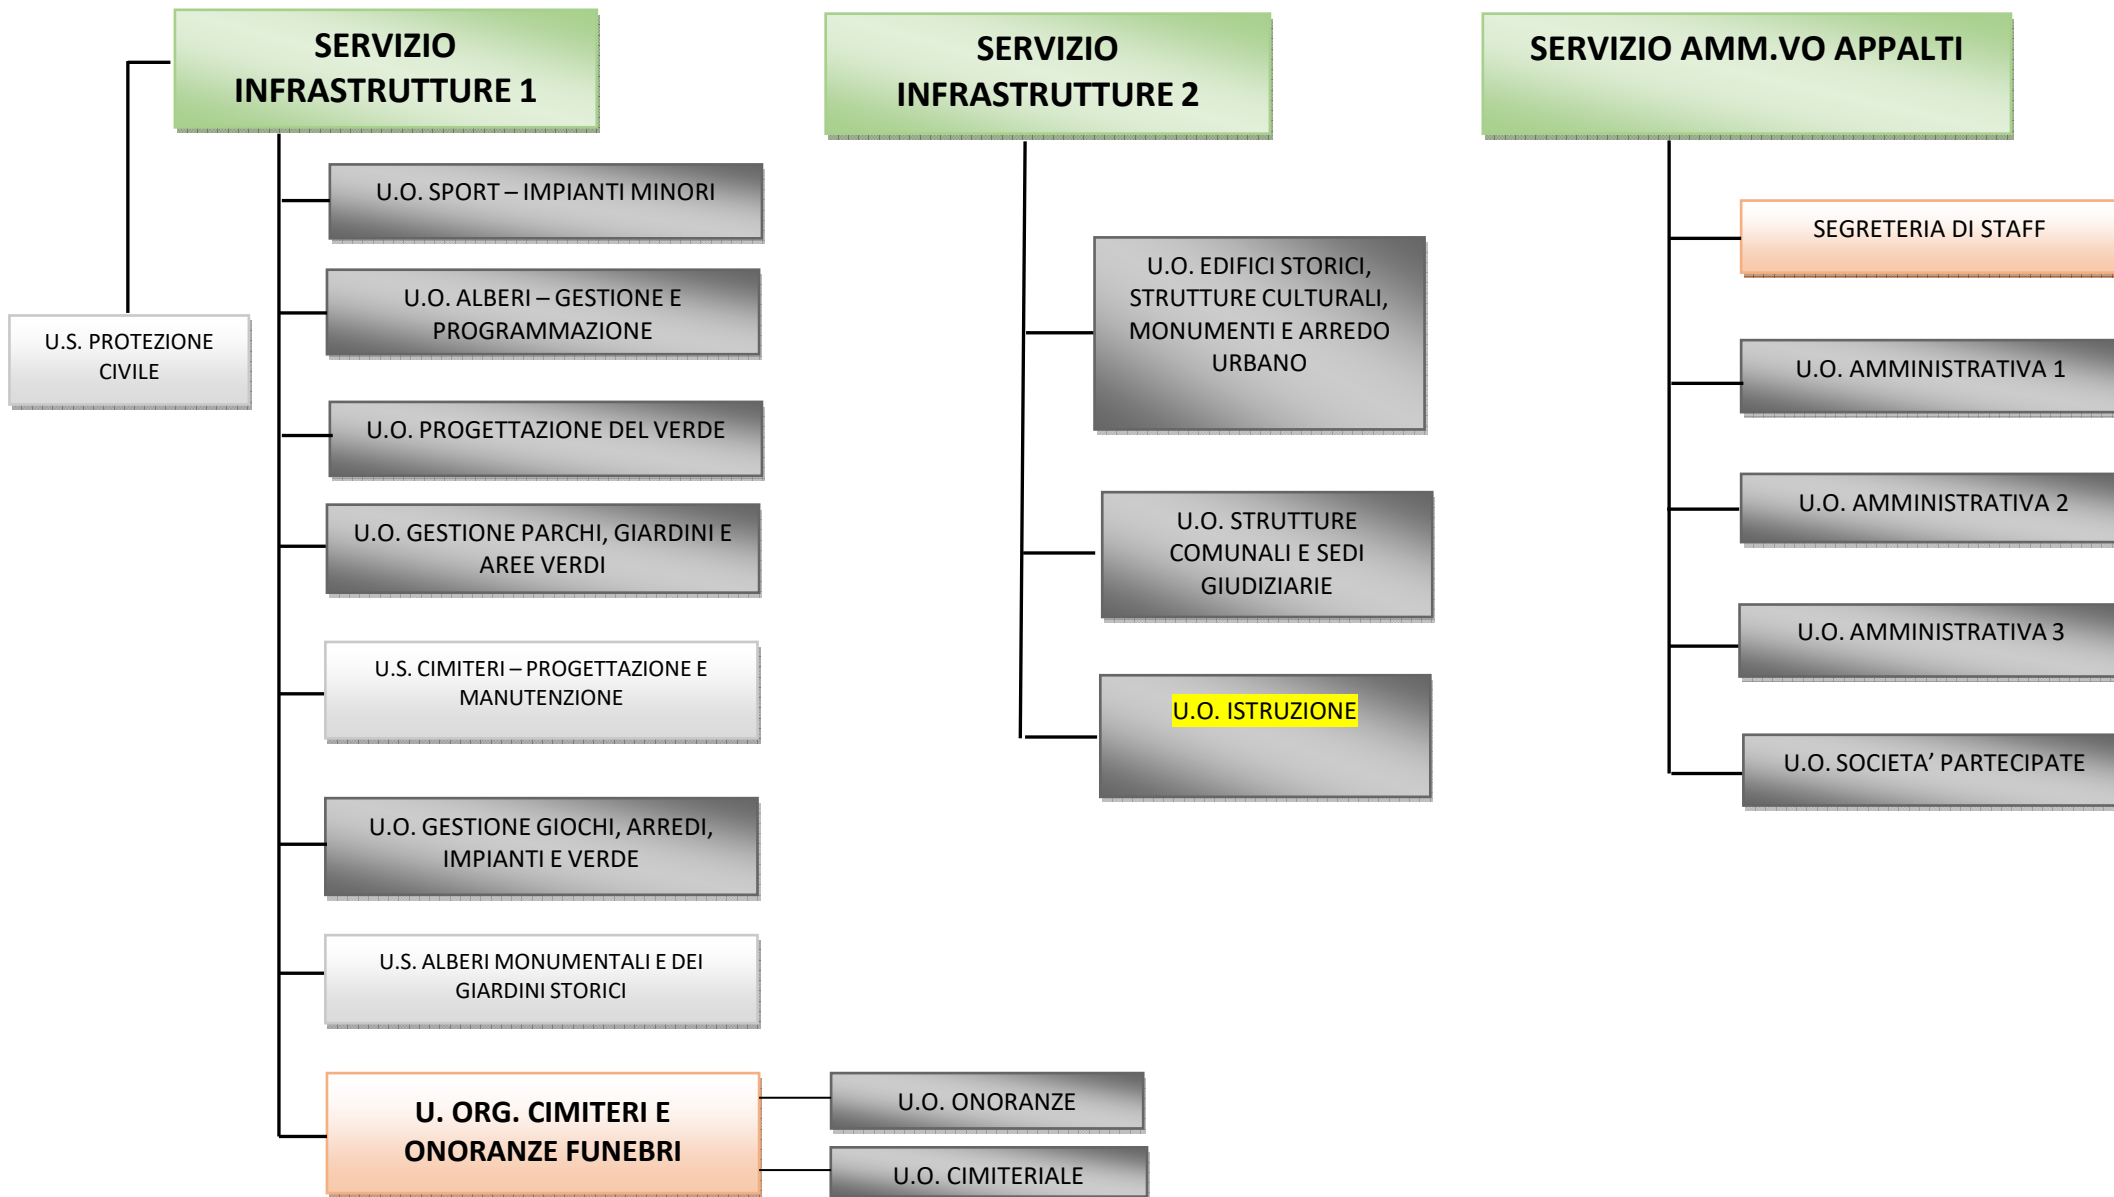 SERVIZIO
INFRASTRUTTURE 1
U.S. PROTEZIONE
CIVILE
U.O. SPORT – IMPIANTI MINORI
U.O. ALBERI – GESTIONE E
PROGRAMMAZIONE
U.O. PROGETTAZIONE DEL VERDE
U.O. GESTIONE PARCHI, GIARDINI E
AREE VERDI
U.S. CIMITERI – PROGETTAZIONE E
MANUTENZIONE
U.O. GESTIONE GIOCHI, ARREDI,
IMPIANTI E VERDE
U.S. ALBERI MONUMENTALI E DEI
GIARDINI STORICI
U. ORG. CIMITERI E
ONORANZE FUNEBRI
U.O. ONORANZE
U.O. CIMITERIALE
SERVIZIO
INFRASTRUTTURE 2
U.O. EDIFICI STORICI,
STRUTTURE CULTURALI,
MONUMENTI E ARREDO
URBANO
U.O. STRUTTURE
COMUNALI E SEDI
GIUDIZIARIE
U.O. ISTRUZIONE
SERVIZIO AMM.VO APPALTI
SEGRETERIA DI STAFF
U.O. AMMINISTRATIVA 1
U.O. AMMINISTRATIVA 2
U.O. AMMINISTRATIVA 3
U.O. SOCIETA’ PARTECIPATE